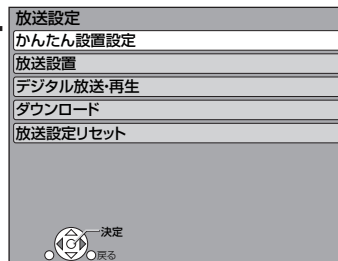 放送設定
かんたん設置設定
放送設置
デジタル放送・再生
ダウンロード
放送設定リセット
決定
戻る